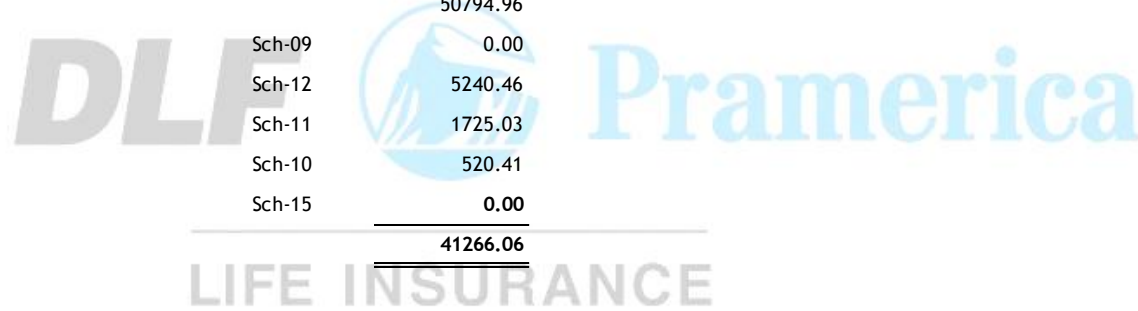 50794.96
Sch-09 0.00
Sch-12 5240.46
Sch-11 1725.03
Sch-10 520.41
Sch-15 0.00
41266.06
DLF Pramerica
LIFE INSURANCE